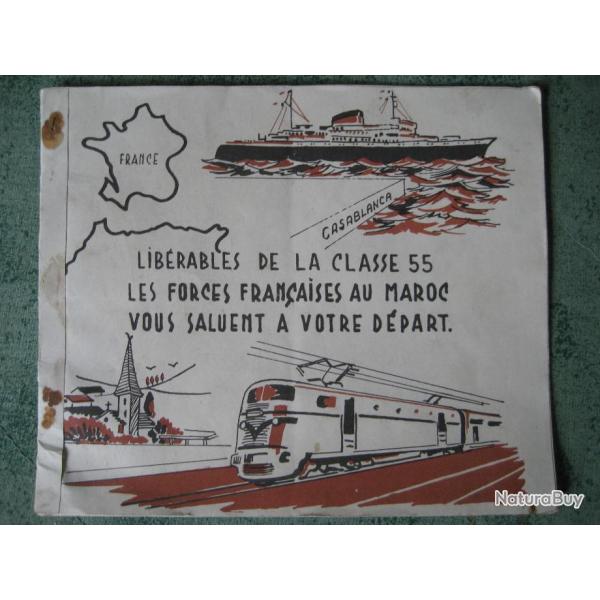 FRANCE
CASABLANCA
LIBÉRABLES DE LA CLASSE 55
LES FORCES FRANÇAISES AU MAROC
VOUS SALUENT A VOTRE DÉPART.
NaturaBuy